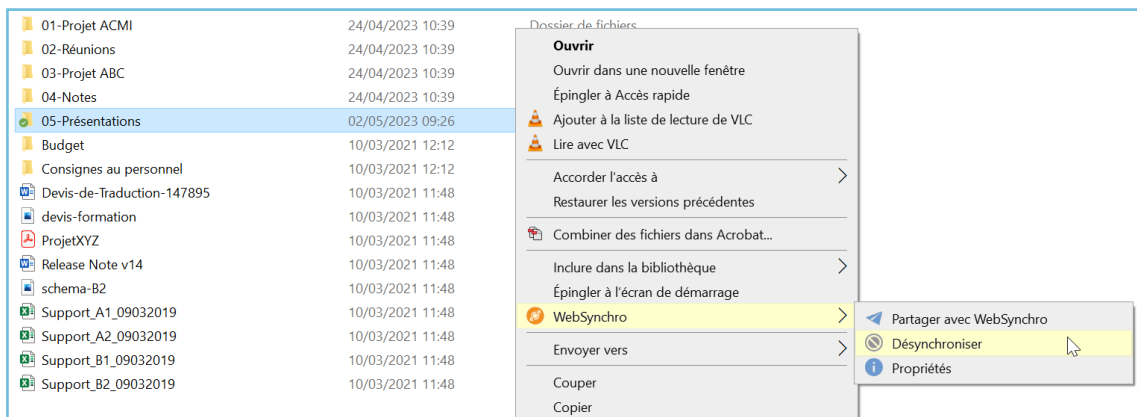 01-Projet ACMI 24/04/2023 10:39 Dossier de fichiers
02-Réunions 24/04/2023 10:39
03-Projet ABC 24/04/2023 10:39
04-Notes 24/04/2023 10:39
05-Présentations 02/05/2023 09:26
Budget 10/03/2021 12:12
Consignes au personnel 10/03/2021 12:12
Devis-de-Traduction-147895 10/03/2021 11:48
devis-formation 10/03/2021 11:48
ProjetXYZ 10/03/2021 11:48
Release Note v14 10/03/2021 11:48
schema-B2 10/03/2021 11:48
Support_A1_09032019 10/03/2021 11:48
Support_A2_09032019 10/03/2021 11:48
Support_B1_09032019 10/03/2021 11:48
Support_B2_09032019 10/03/2021 11:48
Ouvrir
Ouvrir dans une nouvelle fenêtre
Épingler à Accès rapide
Ajouter à la liste de lecture de VLC
Lire avec VLC
Accorder l'accès à
Restaurer les versions précédentes
Combiner des fichiers dans Acrobat...
Inclure dans la bibliothèque
Épingler à l'écran de démarrage
WebSynchro
Envoyer vers
Couper
Copier
Partager avec WebSynchro
Désynchroniser
Propriétés